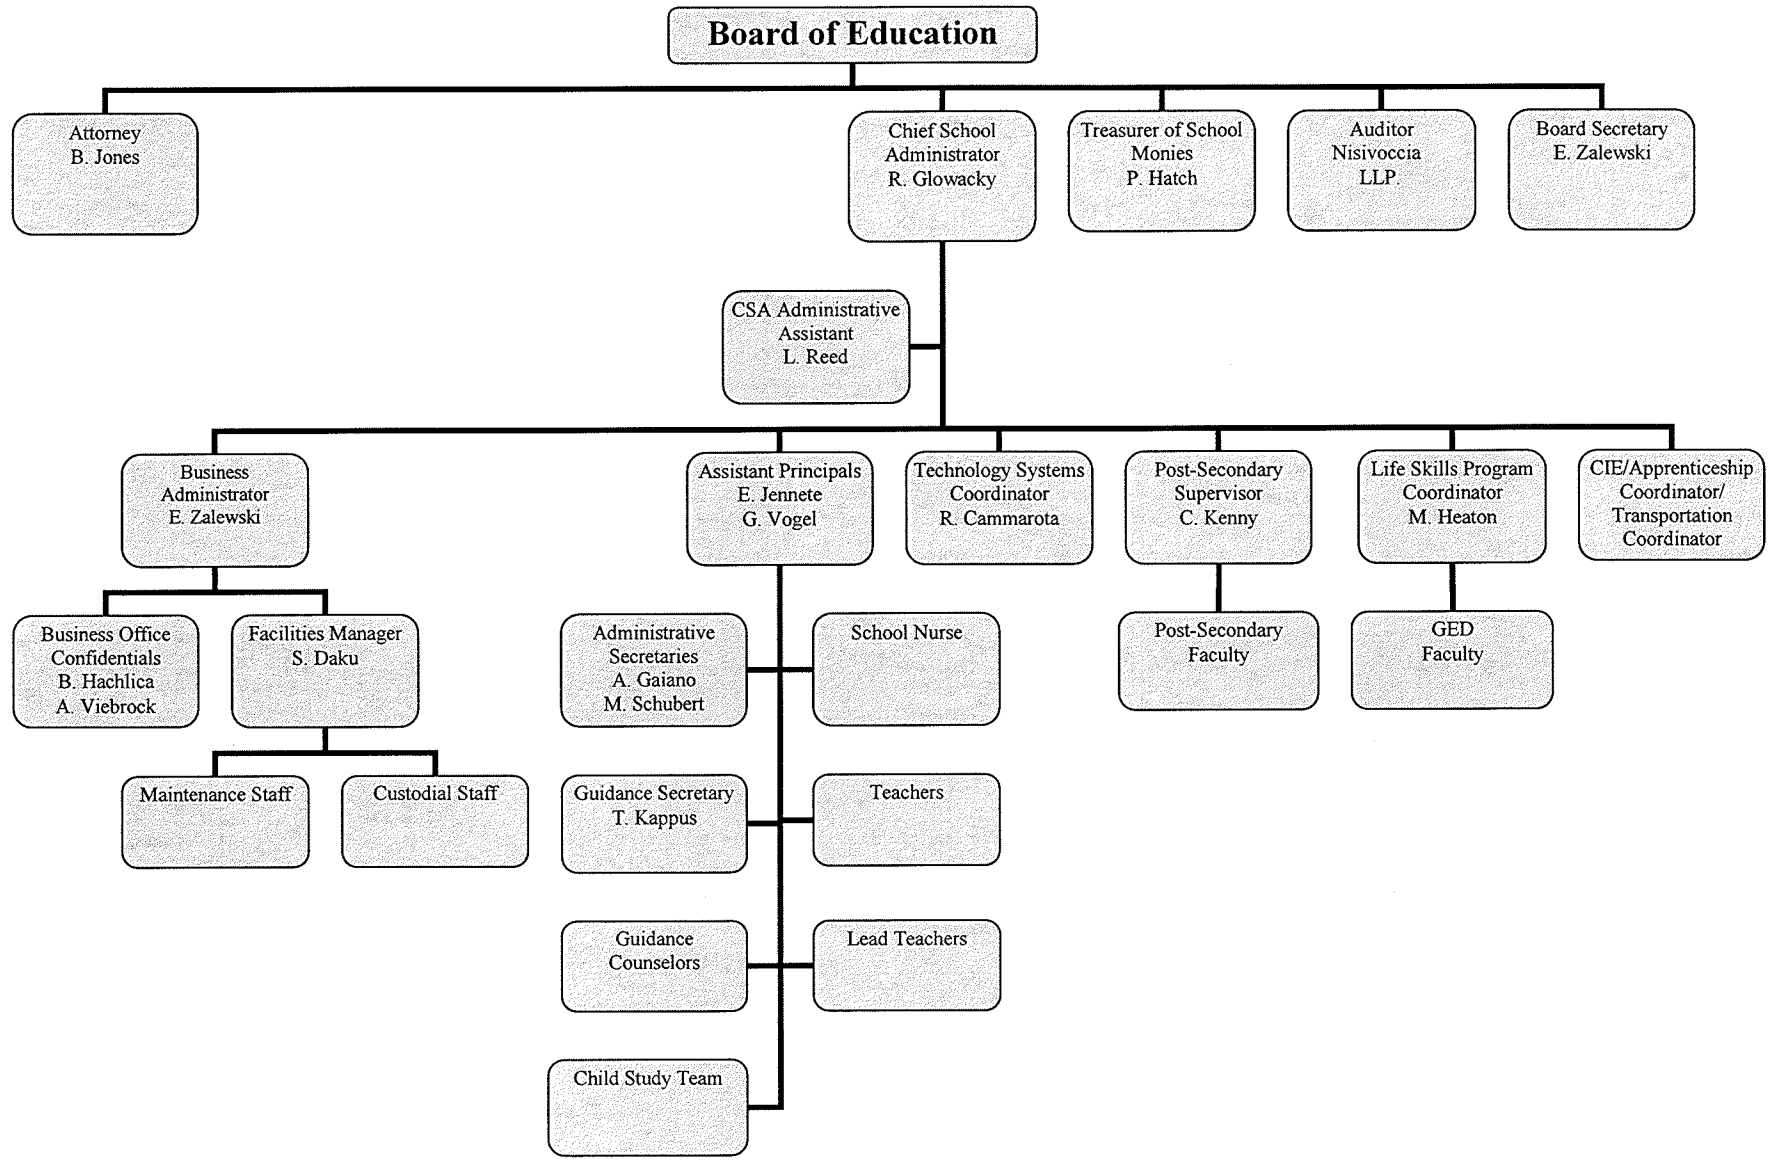 Board of Education
Attorney
B. Jones
Chief School
Administrator
R. Glowacky
Treasurer of School
Monies
P. Hatch
Auditor
Nisivoccia
LLP.
Board Secretary
E. Zalewski
CSA Administrative
Assistant
L. Reed
Business
Administrator
E. Zalewski
Assistant Principals
E. Jennete
G. Vogel
Technology Systems
Coordinator
R. Cammarota
Post-Secondary
Supervisor
C. Kenny
Life Skills Program
Coordinator
M. Heaton
CIE/Apprenticeship
Coordinator/
Transportation
Coordinator
Business Office
Confidentials
B. Hachlica
A. Viebrock
Facilities Manager
S. Daku
Administrative
Secretaries
A. Gaiano
M. Schubert
School Nurse
Post-Secondary
Faculty
GED
Faculty
Maintenance Staff
Custodial Staff
Guidance Secretary
T. Kappus
Teachers
Guidance
Counselors
Lead Teachers
Child Study Team